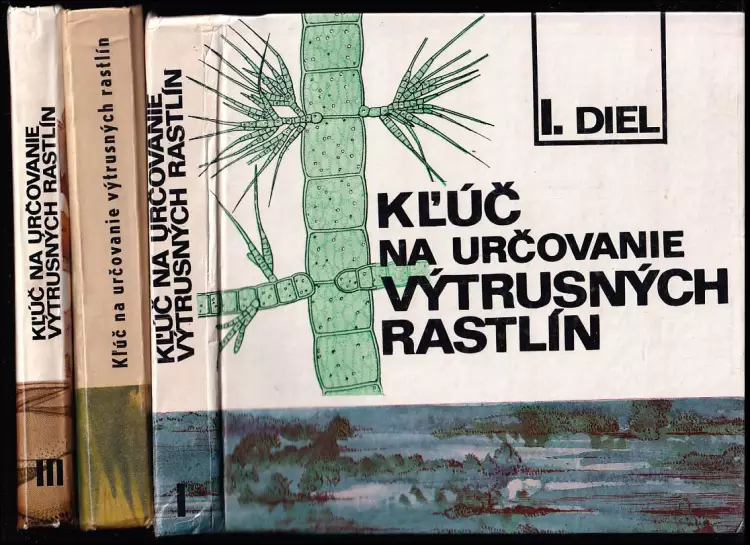 KĽÚČ NA URČOVANIE
VÝTRUSNÝCH RASTLÍN
III
Kľúč na určovanie výtrusných rastlín
KĽÚČ NA URČOVANIE
VÝTRUSNÝCH RASTLÍN
I
I. DIEL
KĽÚČ
NA URČOVANIE
VÝTRUSNÝCH
RASTLÍN